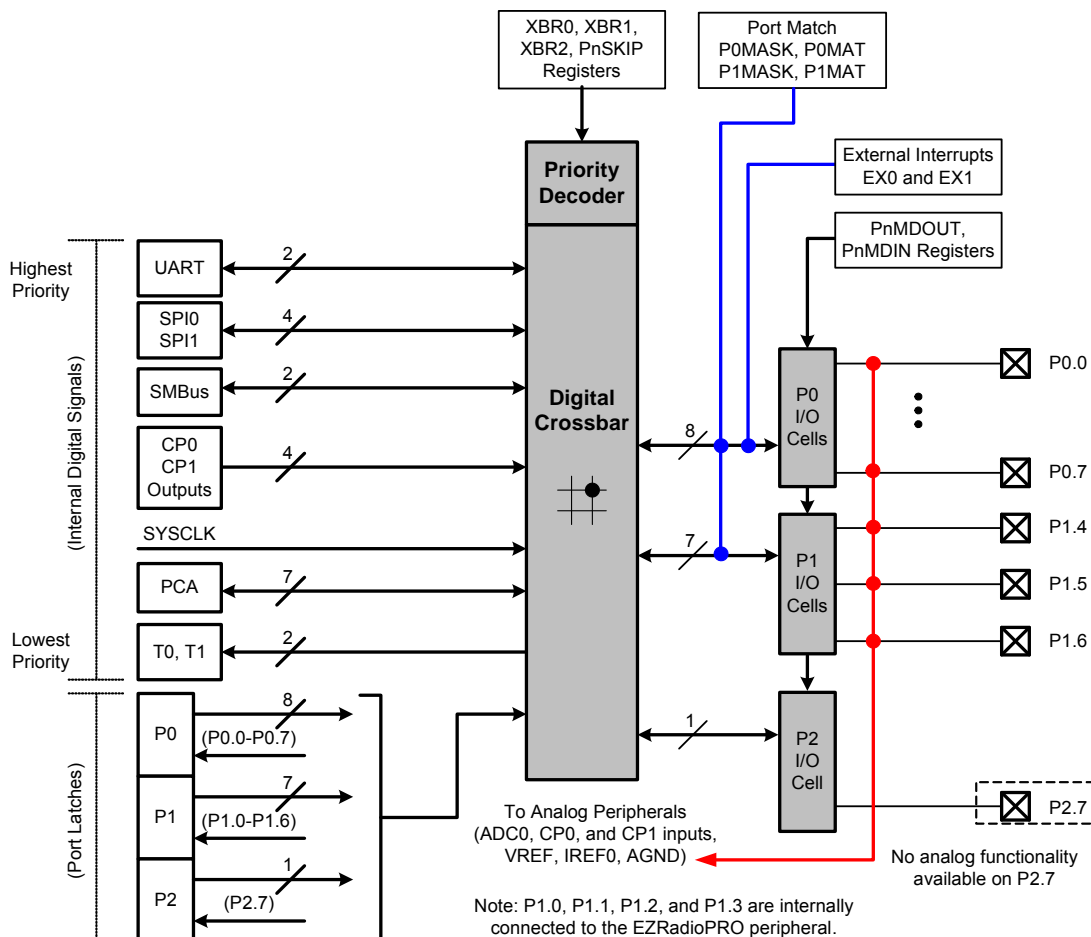 XBR0, XBR1,
XBR2, PnSKIP
Registers
Port Match
P0MASK, P0MAT
P1MASK, P1MAT
External Interrupts
EX0 and EX1
Priority
Decoder
PnMDOUT,
PnMDIN Registers
Highest
Priority
UART
2
SPI0
SPI1
4
SMBus
2
CP0
CP1
Outputs
4
SYSCLK
PCA
7
Lowest
Priority
T0, T1
2
(Internal Digital Signals)
Digital
Crossbar
8
7
1
P0
I/O
Cells
P1
I/O
Cells
P2
I/O
Cell
P0.0
P0.7
P1.4
P1.5
P1.6
P2.7
(Port Latches)
P0
8
(P0.0-P0.7)
P1
7
(P1.0-P1.6)
P2
1
(P2.7)
To Analog Peripherals
(ADC0, CP0, and CP1 inputs,
VREF, IREF0, AGND)
No analog functionality
available on P2.7
Note: P1.0, P1.1, P1.2, and P1.3 are internally
connected to the EZRadioPRO peripheral.